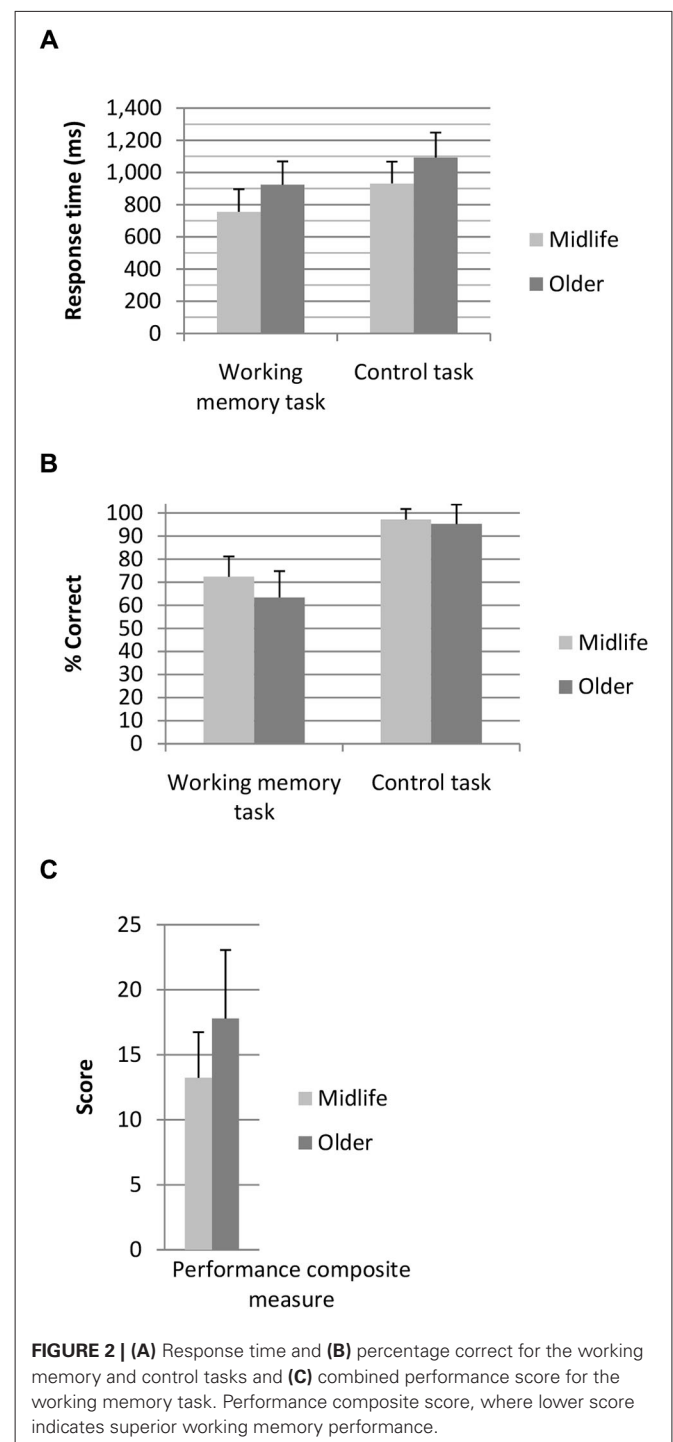 A
Response time (ms)
1,400
1,200
1,000
800
600
400
200
0
Working
memory task
Control task
Midlife
Older
B
% Correct
100
90
80
70
60
50
40
30
20
10
0
Working memory
task
Control task
Midlife
Older
C
Score
25
20
15
10
5
0
Performance composite
measure
Midlife
Older
FIGURE 2 | (A) Response time and (B) percentage correct for the working
memory and control tasks and (C) combined performance score for the
working memory task. Performance composite score, where lower score
indicates superior working memory performance.